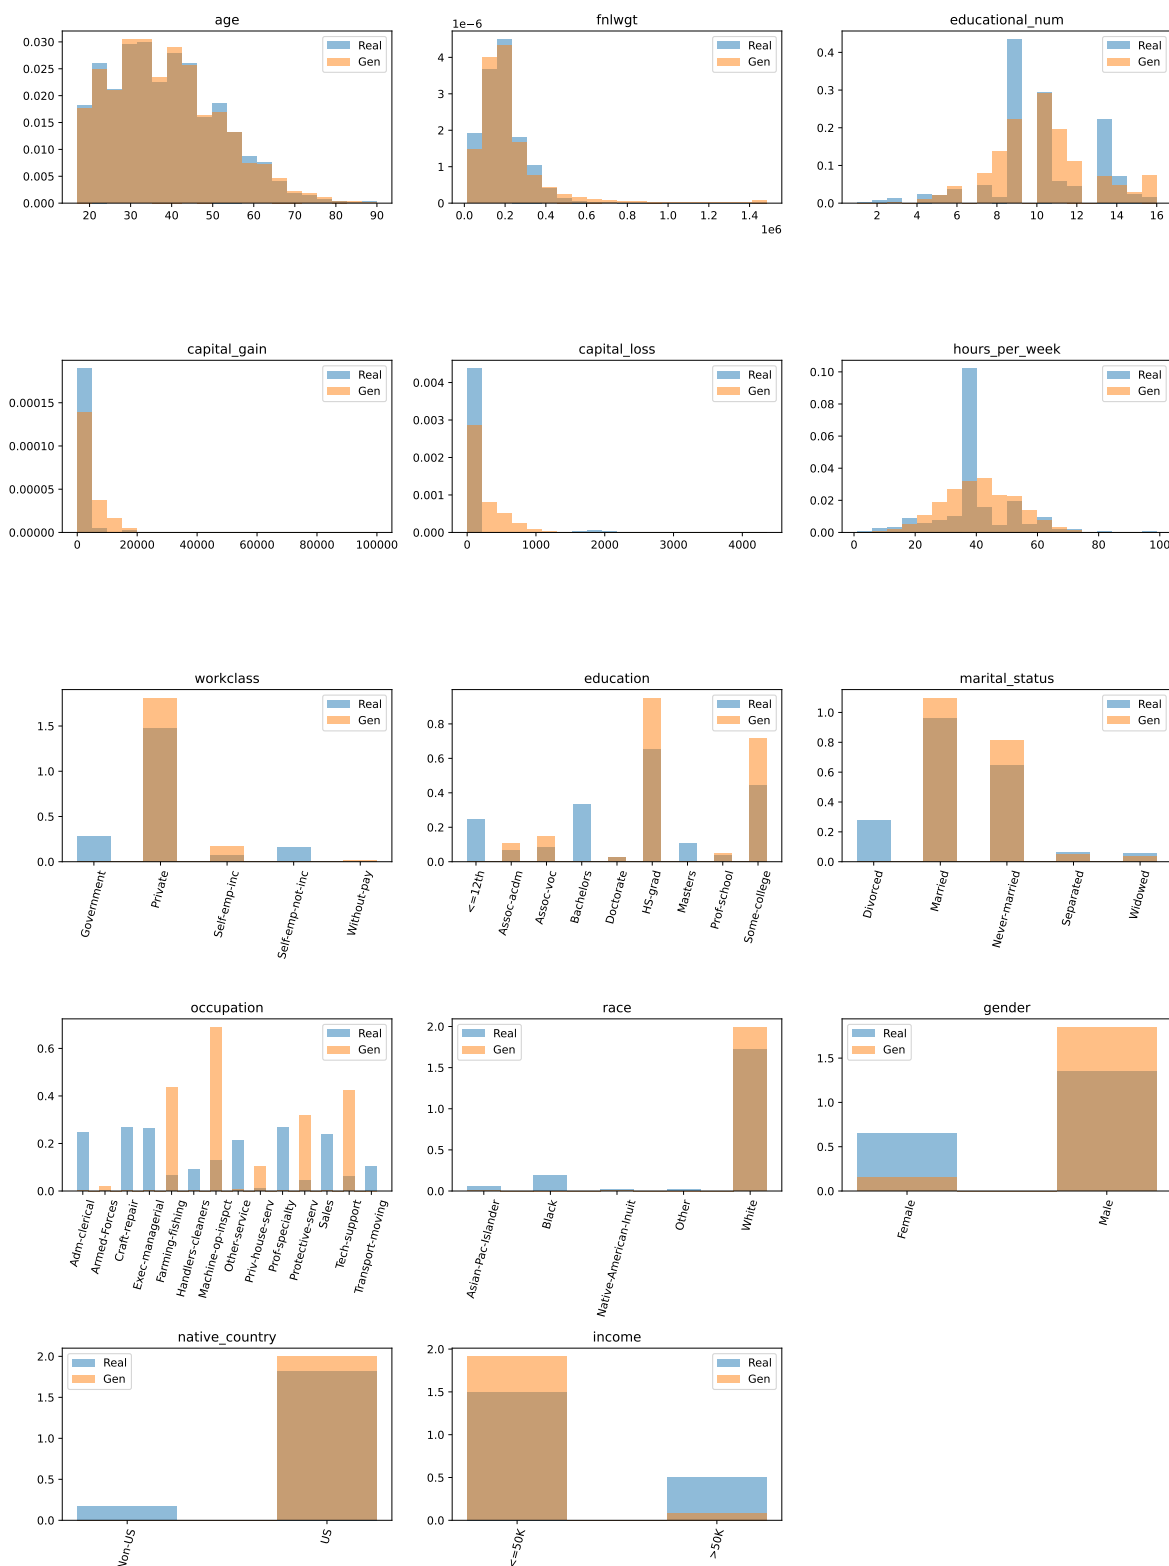 age
0.030
0.025
0.020
0.015
0.010
0.005
0.000
20 30 40 50 60 70 80 90
Real
Gen
fnlwgt
1e−6
4
3
2
1
0
0.0 0.2 0.4 0.6 0.8 1.0 1.2 1.4
1e6
Real
Gen
educational_num
0.4
0.3
0.2
0.1
0.0
2 4 6 8 10 12 14 16
Real
Gen
capital_gain
0.00015
0.00010
0.00005
0.00000
0 20000 40000 60000 80000 100000
Real
Gen
capital_loss
0.004
0.003
0.002
0.001
0.000
0 1000 2000 3000 4000
Real
Gen
hours_per_week
0.10
0.08
0.06
0.04
0.02
0.00
0 20 40 60 80 100
Real
Gen
workclass
1.5
1.0
0.5
0.0
Government
Private
Self-emp-inc
Self-emp-not-inc
Without-pay
Real
Gen
education
0.8
0.6
0.4
0.2
0.0
<=12th
Assoc-acdm
Assoc-voc
Bachelors
Doctorate
HS-grad
Masters
Prof-school
Some-college
Real
Gen
marital_status
1.0
0.8
0.6
0.4
0.2
0.0
Divorced
Married
Never-married
Separated
Widowed
Real
Gen
occupation
0.6
0.4
0.2
0.0
Adm-clerical
Armed-Forces
Craft-repair
Exec-managerial
Farming-fishing
Handlers-cleaners
Machine-op-inspct
Other-service
Priv-house-serv
Prof-specialty
Protective-serv
Sales
Tech-support
Transport-moving
Real
Gen
race
2.0
1.5
1.0
0.5
0.0
Asian-Pac-Islander
Black
Native-American-Inuit
Other
White
Real
Gen
gender
1.5
1.0
0.5
0.0
Female
Male
Real
Gen
native_country
2.0
1.5
1.0
0.5
0.0
Non-US
US
Real
Gen
income
2.0
1.5
1.0
0.5
0.0
<=50K
>50K
Real
Gen